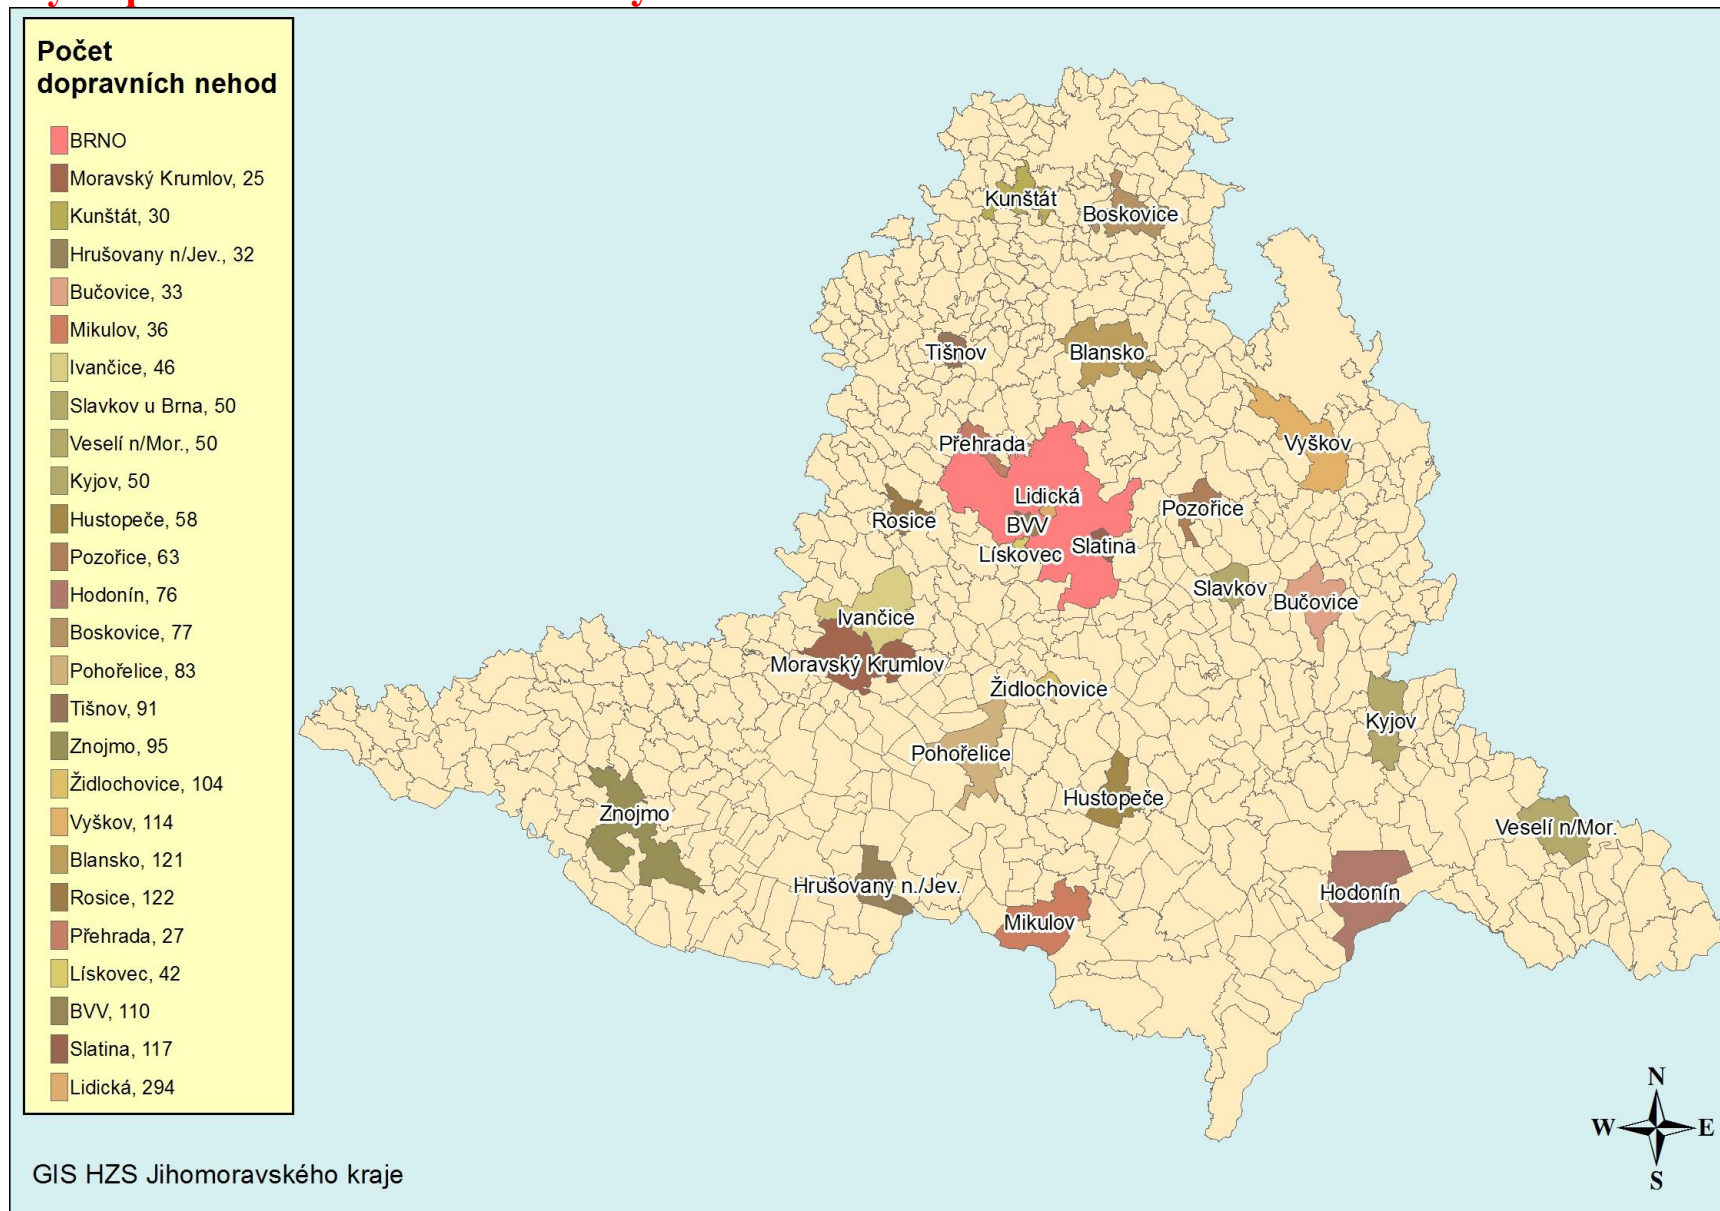 Počet
dopravních nehod
BRNO
Moravský Krumlov, 25
Kunštát, 30
Hrušovany n/Jev., 32
Bučovice, 33
Mikulov, 36
Ivančice, 46
Slavkov u Brna, 50
Veselí n/Mor., 50
Kyjov, 50
Hustopeče, 58
Pozořice, 63
Hodonín, 76
Boskovice, 77
Pohořelice, 83
Tišnov, 91
Znojmo, 95
Židlochovice, 104
Vyškov, 114
Blansko, 121
Rosice, 122
Přehrada, 27
Lískovec, 42
BVV, 110
Slatina, 117
Lidická, 294
Kunštát
Boskovice
Tišnov
Blansko
Přehrada
Vyškov
Lidická
Rosice
BVV
Pozořice
Lískovec
Slatina
Slavkov
Bučovice
Ivančice
Moravský Krumlov
Židlochovice
Kyjov
Pohořelice
Hustopeče
Znojmo
Veselí n/Mor.
Hrušovany n./Jev.
Hodonín
Mikulov
N
W E
S
GIS HZS Jihomoravského kraje